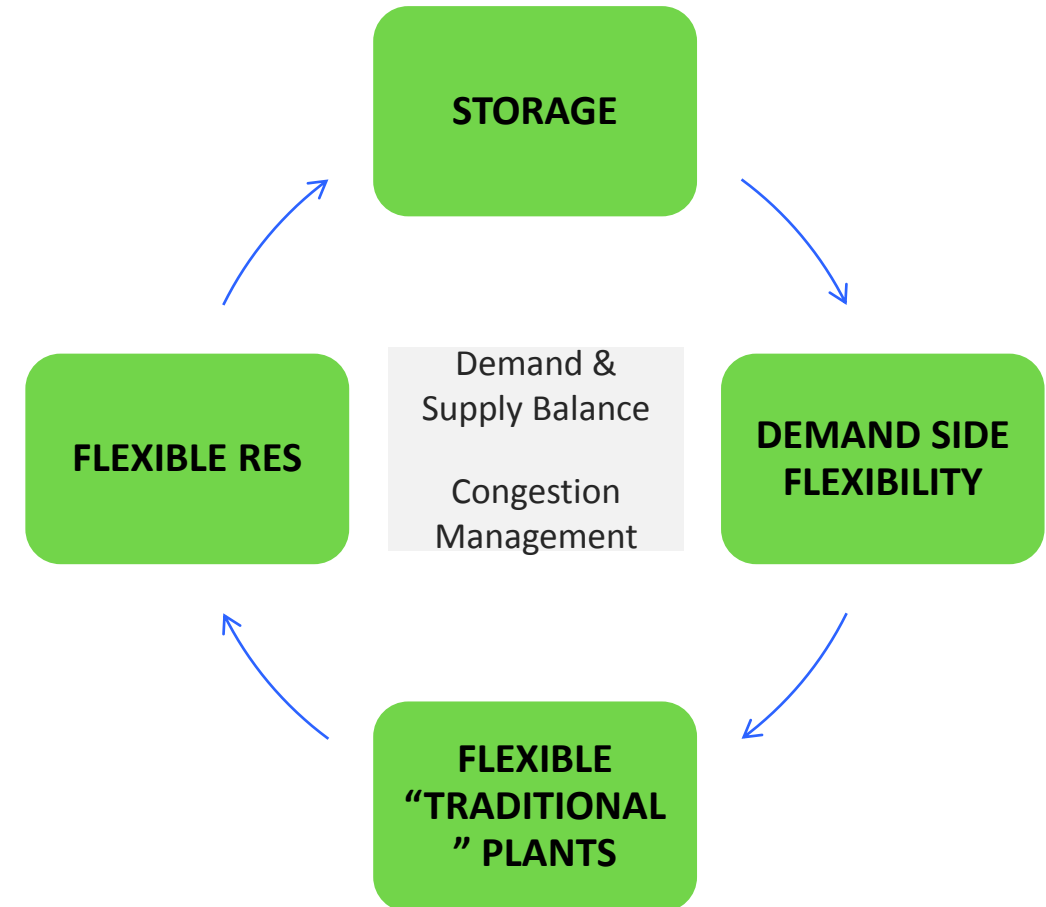 STORAGE
Demand &
Supply Balance
Congestion
Management
FLEXIBLE RES
DEMAND SIDE
FLEXIBILITY
FLEXIBLE
“TRADITIONAL
” PLANTS